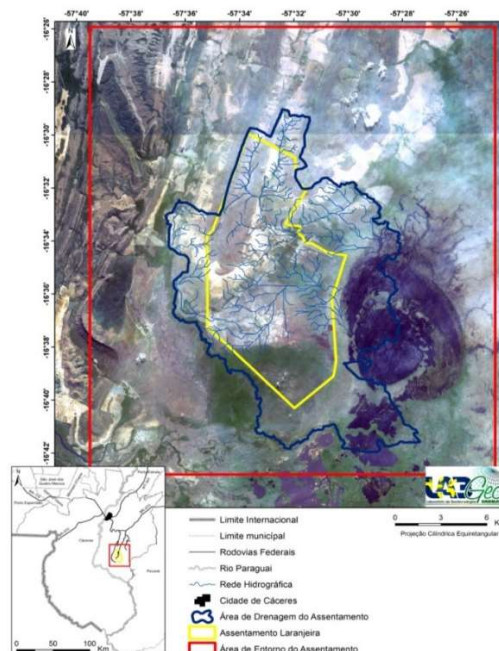 -57°40' -57°38' -57°36' -57°34' -57°32' -57°30' -57°28' -57°26'
-16°26'
-16°28'
-16°30'
-16°32'
-16°34'
-16°36'
-16°38'
-16°40'
-16°42'
0 3 6
Projeção Cilíndrica Equiretangular
Cáceres
0 50 100
Km
Limite Internacional
Limite municipal
Rodovias Federais
Rio Paraguai
Rede Hidrográfica
Cidade de Cáceres
Área de Drenagem do Assentamento
Assentamento Laranjeira
Área de Entorno do Assentamento